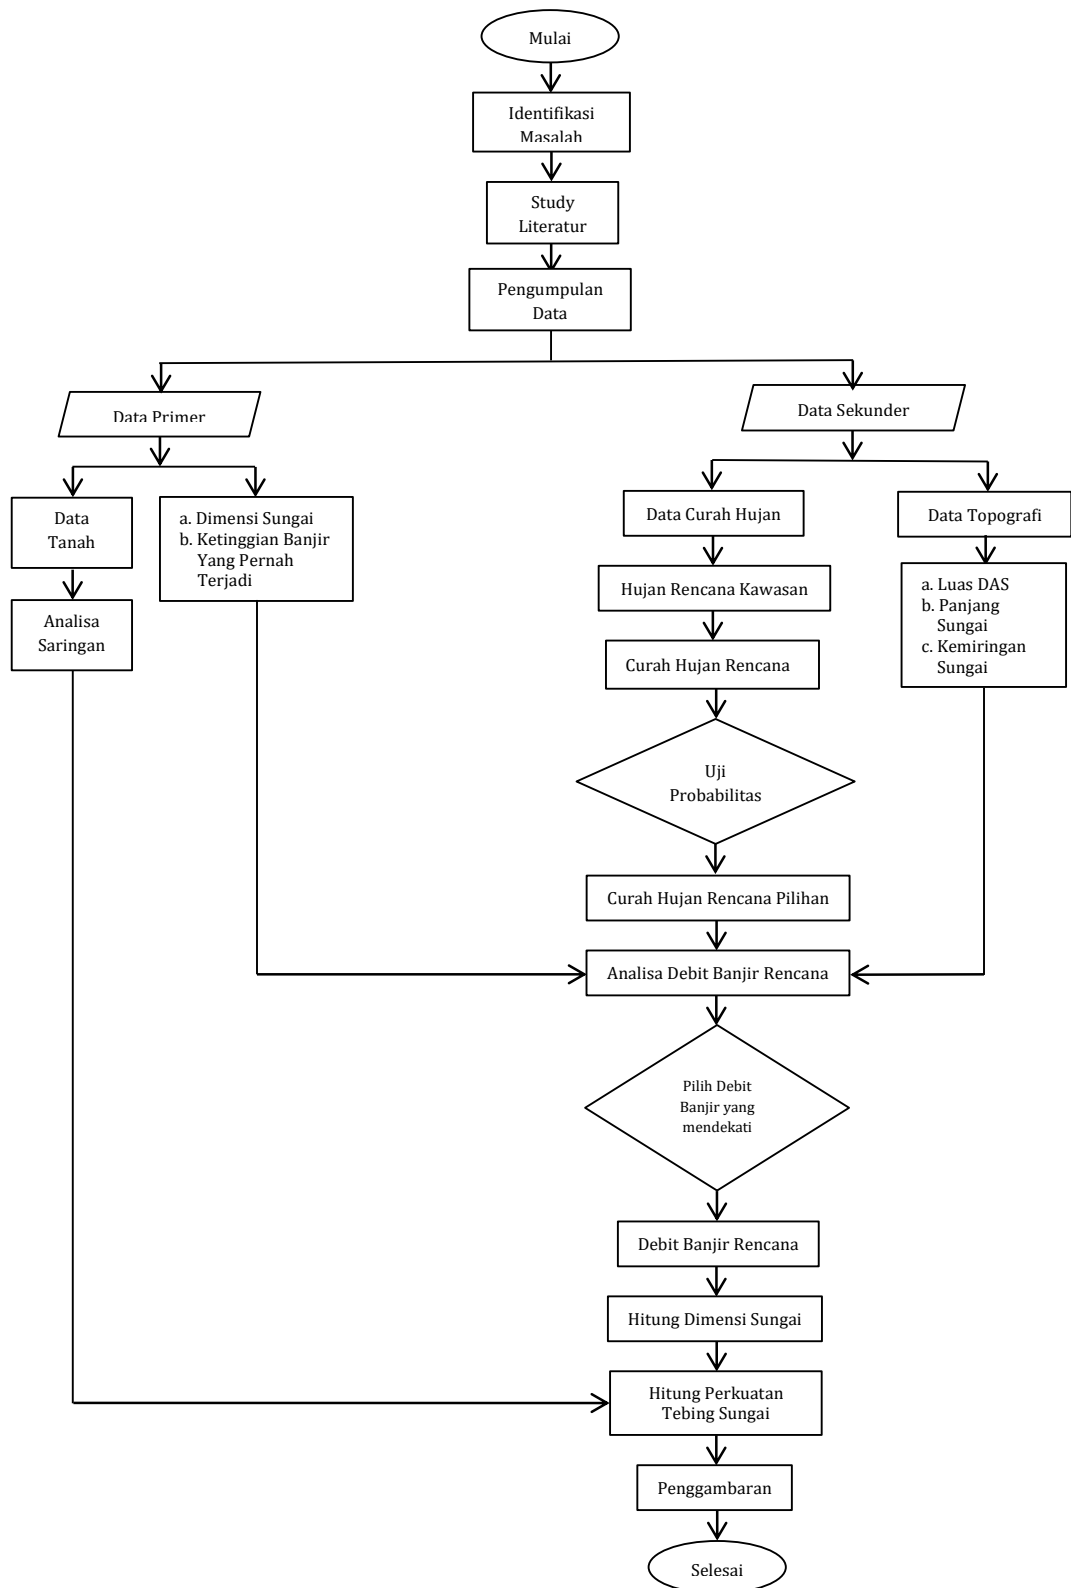 Mulai
Identifikasi
Masalah
Study
Literatur
Pengumpulan
Data
Data Primer
Data Sekunder
Data
Tanah
a. Dimensi Sungai
b. Ketinggian Banjir
Yang Pernah
Terjadi
Data Curah Hujan
Data Topografi
Analisa
Saringan
Hujan Rencana Kawasan
a. Luas DAS
b. Panjang
Sungai
c. Kemiringan
Sungai
Curah Hujan Rencana
Uji
Probabilitas
Curah Hujan Rencana Pilihan
Analisa Debit Banjir Rencana
Pilih Debit
Banjir yang
mendekati
Debit Banjir Rencana
Hitung Dimensi Sungai
Hitung Perkuatan
Tebing Sungai
Penggambaran
Selesai